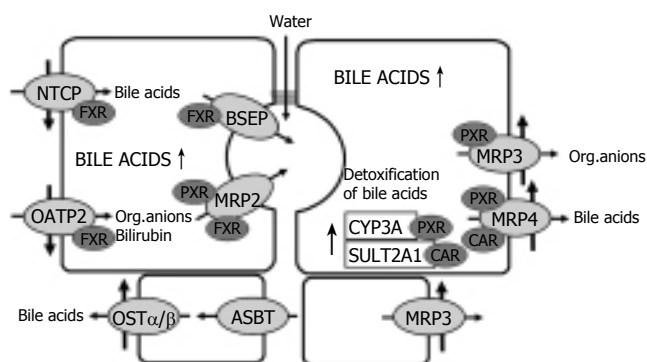 Water
BILE ACIDS ↑
NTCP
FXR
Bile acids
FXR
BSEP
BILE ACIDS ↑
PXR
MRP2
FXR
OATP2
FXR
Org.anions
Bilirubin
PXR
MRP3
Org.anions
Detoxification
of bile acids
CYP3A
PXR
SULT2A1
CAR
PXR
MRP4
CAR
Bile acids
Bile acids
OSTα/β
ASBT
MRP3